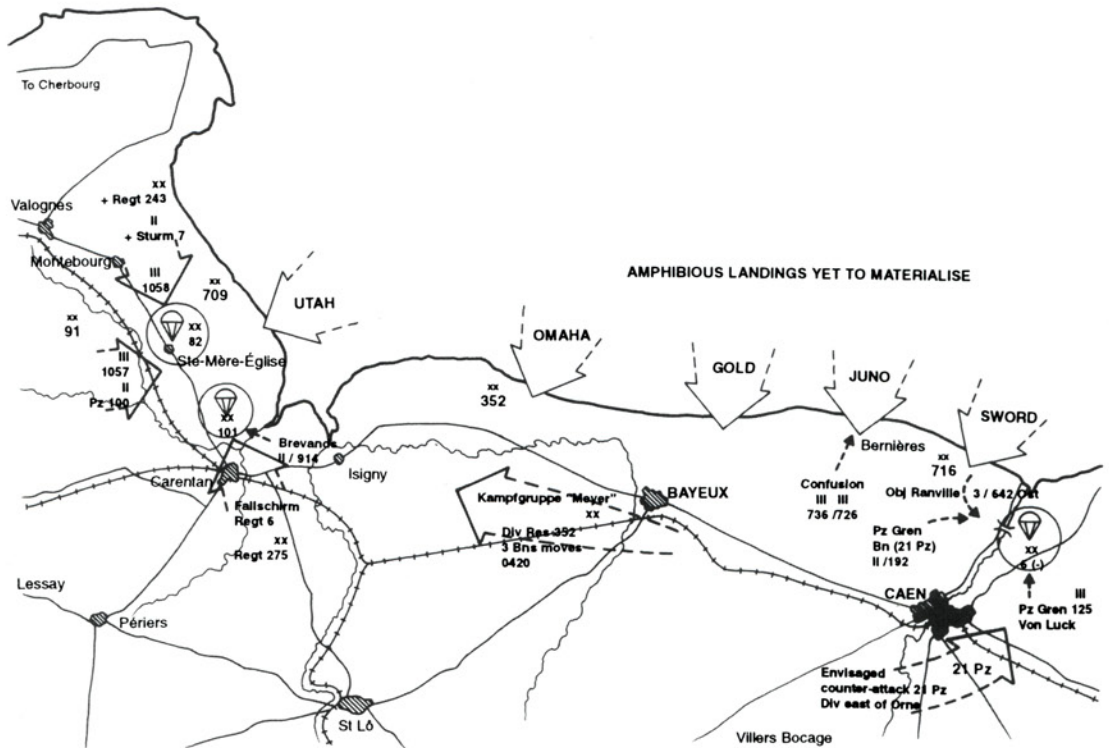 To Cherbourg
xx
+ Regt 243
Valognes
II
+ Sturm 7
Montebourg
III
1058
xx
709
UTAH
AMPHIBIOUS LANDINGS YET TO MATERIALISE
xx
91
xx
82
Ste-Mère-Église
OMAHA
GOLD
JUNO
SWORD
III
1057
II
Pz 100
xx
352
xx
101
Brevands
II / 914
Isigny
Carentan
Fallschirm
Regt 6
xx
Regt 275
Kampfgruppe "Meyer"
xx
Div Res 352
3 Bns moves
0420
BAYEUX
Bernières
xx
716
Confusion
III III
736 /726
Obj Ranville
3 / 642 Ost
Pz Gren
Bn (21 Pz)
II /192
xx
6 (-)
CAEN
III
Pz Gren 125
Von Luck
Lessay
Périers
St Lô
21 Pz
Envisaged
counter-attack 21 Pz
Div east of Orne
Villers Bocage